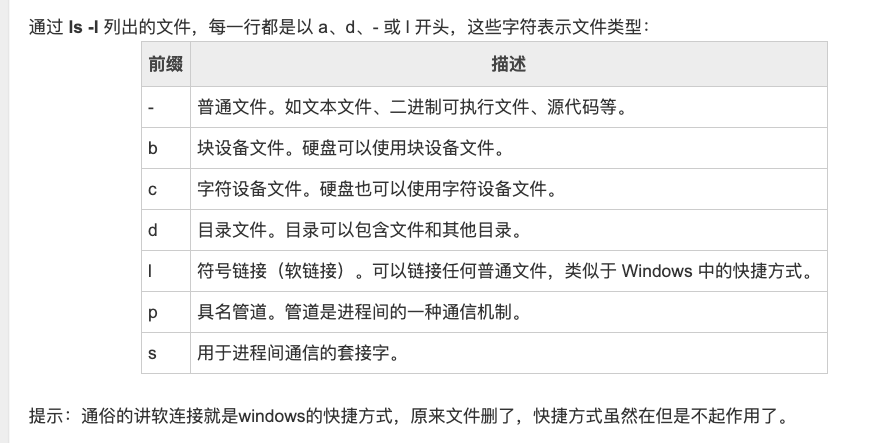 通过 ls -l 列出的文件，每一行都是以 a、d、- 或 l 开头，这些字符表示文件类型：
前缀 描述
- 普通文件。如文本文件、二进制可执行文件、源代码等。
b 块设备文件。硬盘可以使用块设备文件。
c 字符设备文件。硬盘也可以使用字符设备文件。
d 目录文件。目录可以包含文件和其他目录。
l 符号链接（软链接）。可以链接任何普通文件，类似于 Windows 中的快捷方式。
p 具名管道。管道是进程间的一种通信机制。
s 用于进程间通信的套接字。
提示：通俗的讲软连接就是windows的快捷方式，原来文件删了，快捷方式虽然在但是不起作用了。